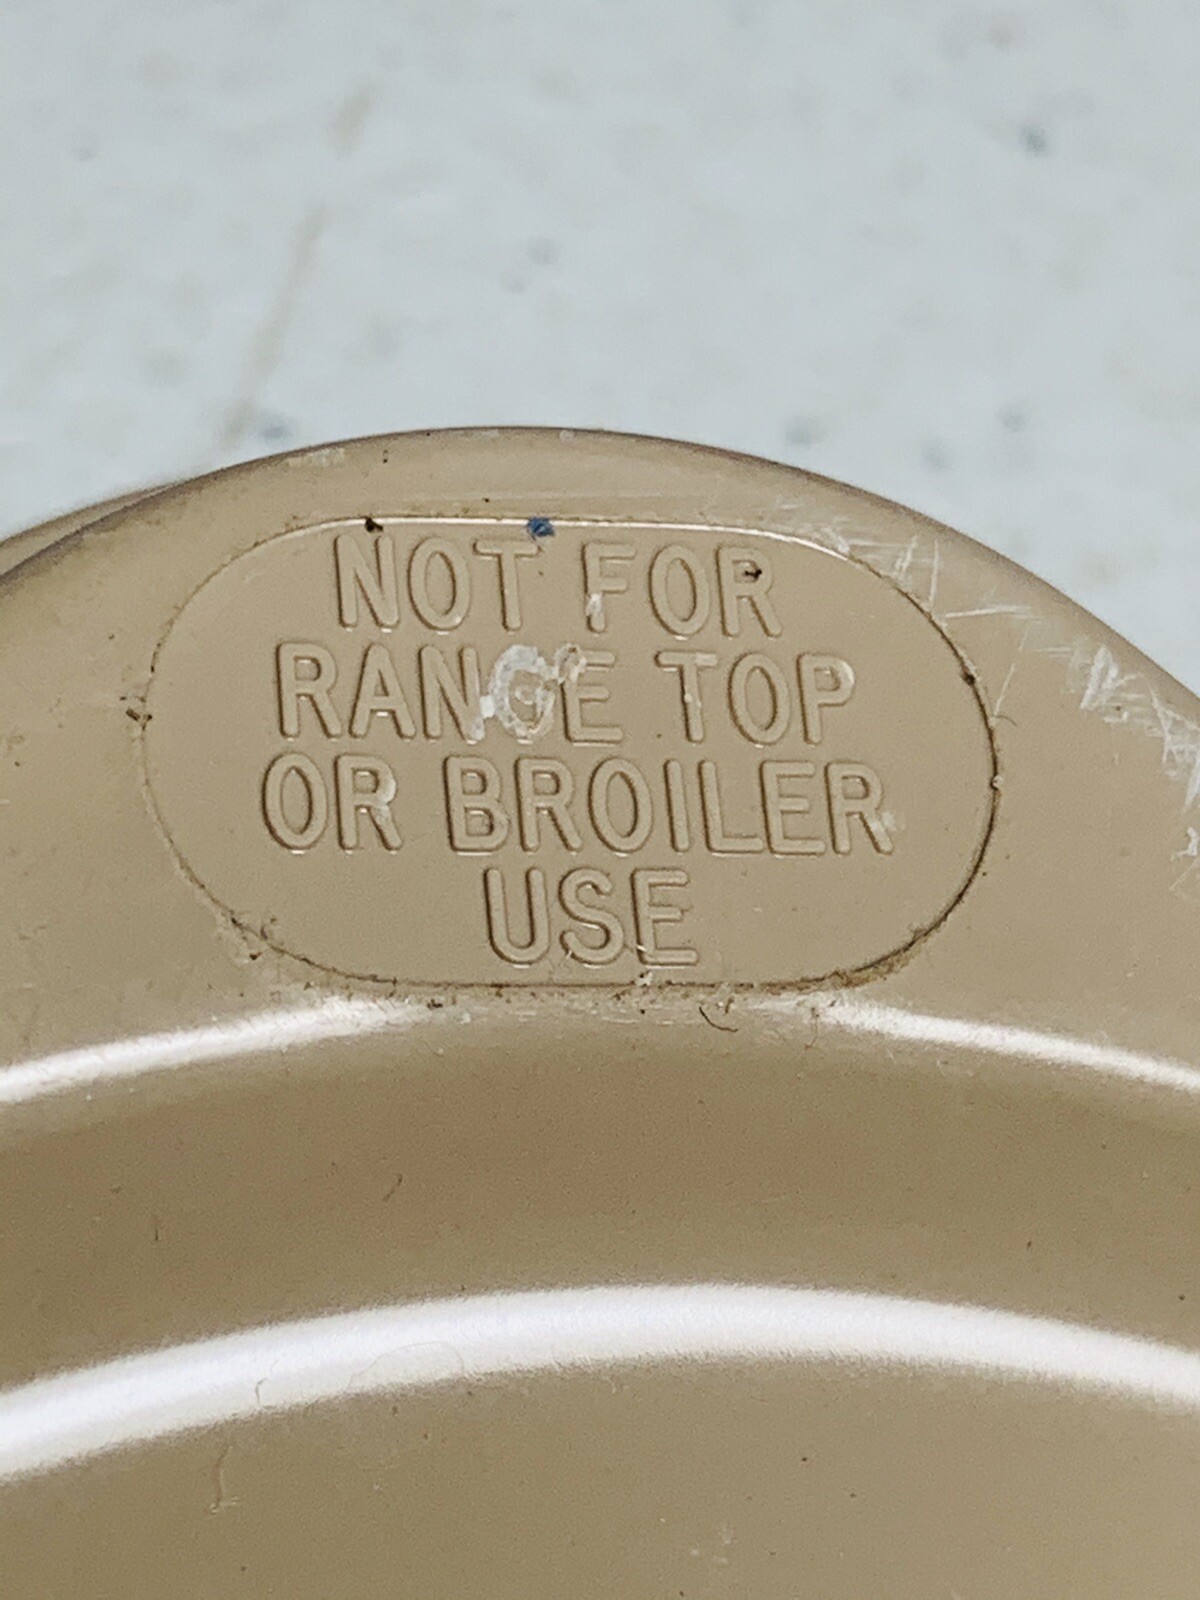 NOT FOR
RANGE TOP
OR BROILER
USE